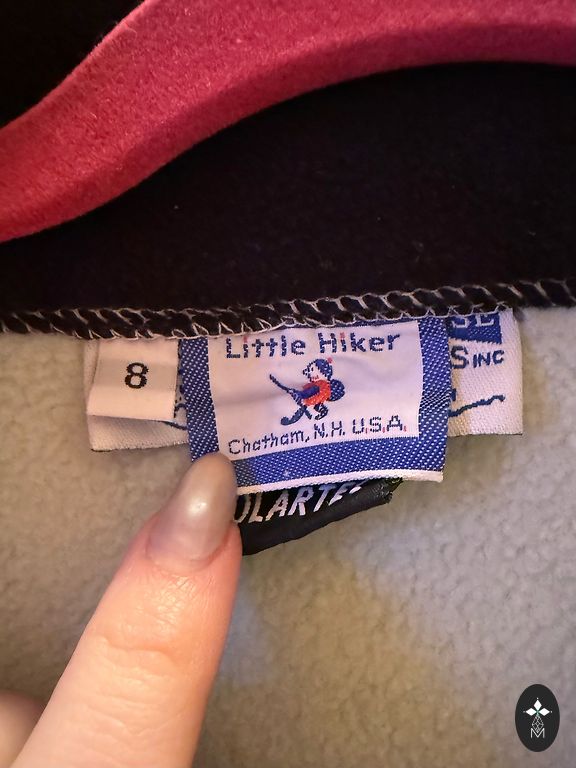 8
Little Hiker
Chatham, N.H. U.S.A.
S INC